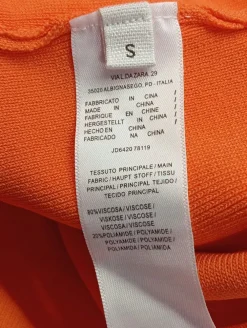 S
VIA L.DA ZARA, 29
35020 ALBIGNASEGO, PD - ITALIA
FABBRICATO IN CINA /
MADE IN CHINA /
FABRIQUE EN CHINE /
HERGESTELLT IN CHINA /
HECHO EN CHINA /
FABRICADO NA CHINA
JD6420 78119
TESSUTO PRINCIPALE / MAIN
FABRIC / HAUPT STOFF / TISSU
PRINCIPAL / PRINCIPAL TEJIDO /
TECIDO PRINCIPAL
80% VISCOSA / VISCOSE /
VISKOSE / VISCOSE /
VISCOSA / VISCOSE
20% POLIAMIDE / POLYAMIDE /
POLYAMIDE / POLYAMIDE /
POLIAMIDA / POLIAMIDA